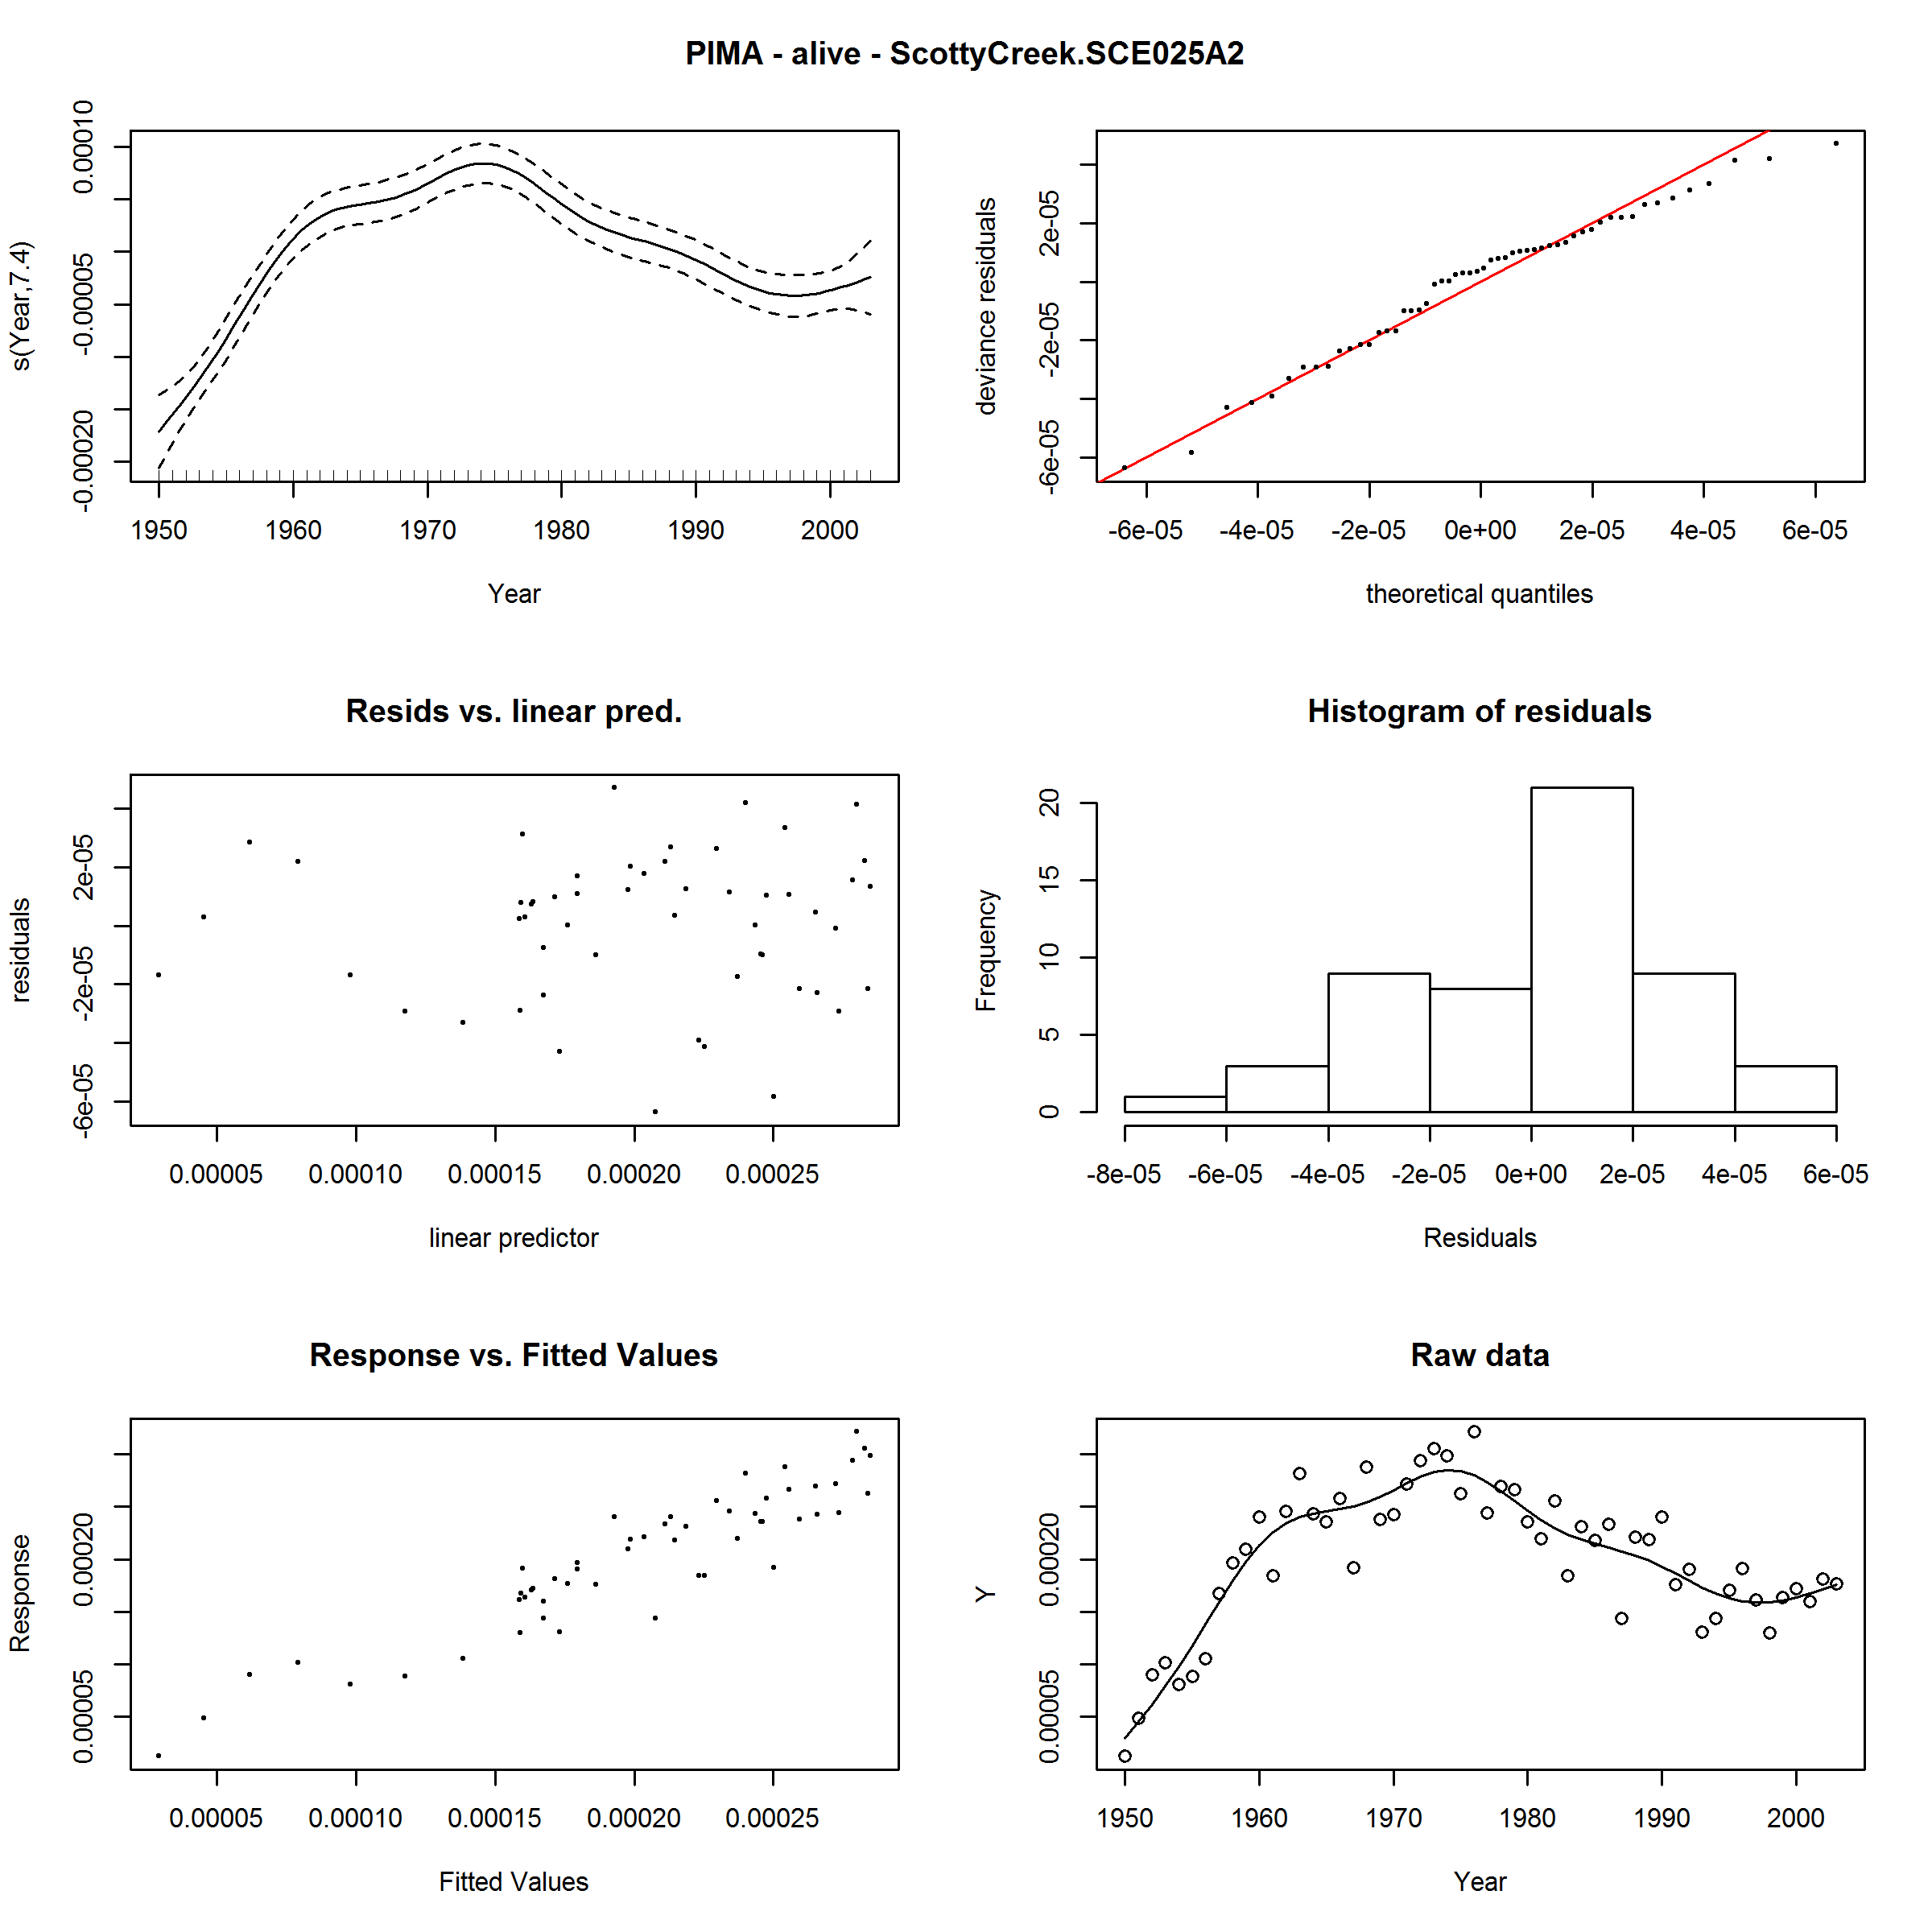 PIMA - alive - ScottyCreek.SCE025A2
s(Year,7.4)
-0.00020 -0.00005 0.00010
1950 1960 1970 1980 1990 2000
Year
deviance residuals
-6e-05 -2e-05 2e-05
-6e-05 -4e-05 -2e-05 0e+00 2e-05 4e-05 6e-05
theoretical quantiles
Resids vs. linear pred.
residuals
-6e-05 -2e-05 2e-05
0.00005 0.00010 0.00015 0.00020 0.00025
linear predictor
Histogram of residuals
Frequency
0 5 10 15 20
-8e-05 -6e-05 -4e-05 -2e-05 0e+00 2e-05 4e-05 6e-05
Residuals
Response vs. Fitted Values
Response
0.00005 0.00020
0.00005 0.00010 0.00015 0.00020 0.00025
Fitted Values
Raw data
Y
0.00005 0.00020
1950 1960 1970 1980 1990 2000
Year